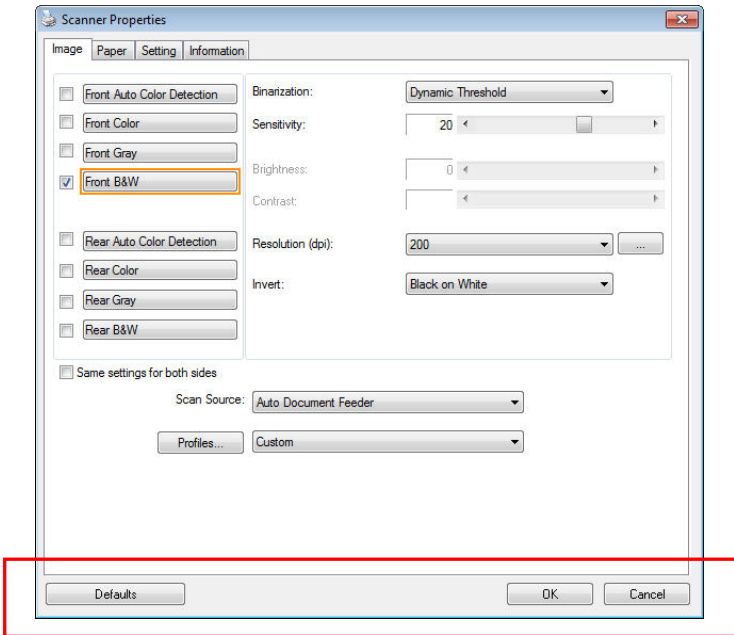 Scanner Properties
Image Paper Setting Information
Front Auto Color Detection
Front Color
Front Gray
Front B&W
Rear Auto Color Detection
Rear Color
Rear Gray
Rear B&W
Binarization: Dynamic Threshold
Sensitivity: 20
Brightness: 0
Contrast:
Resolution (dpi): 200 ...
Invert: Black on White
Same settings for both sides
Scan Source: Auto Document Feeder
Profiles... Custom
Defaults OK Cancel